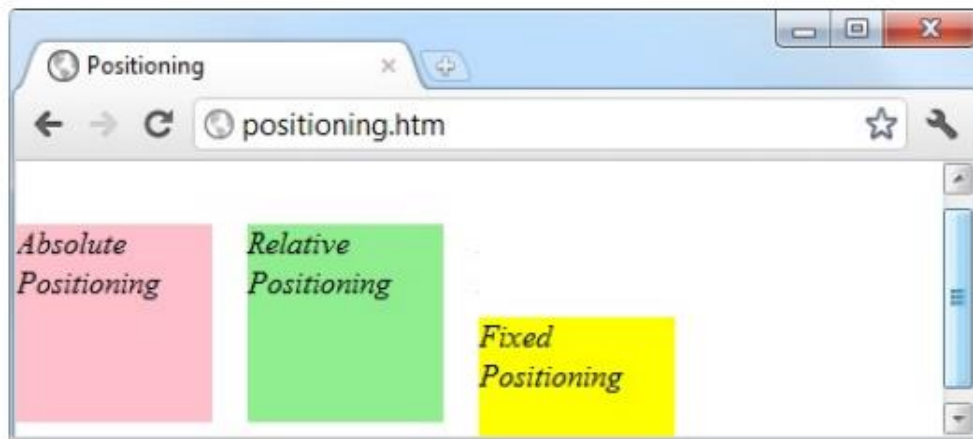 Positioning
positioning.htm
Absolute
Positioning
Relative
Positioning
Fixed
Positioning